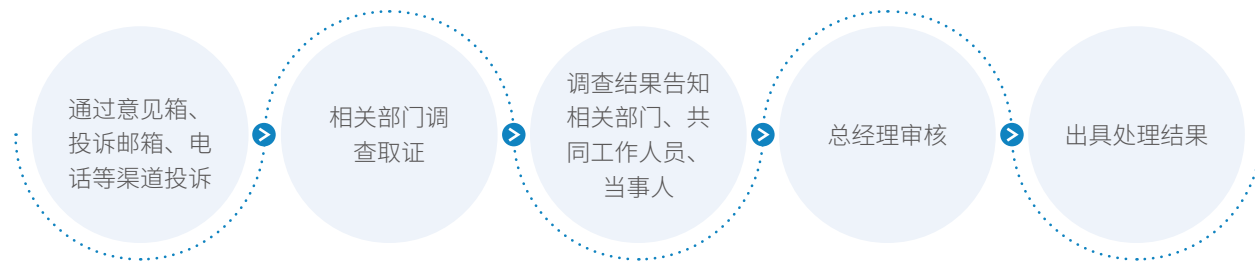 通过意见箱、
投诉邮箱、电
话等渠道投诉
相关部门调
查取证
调查结果告知
相关部门、共
同工作人员、
当事人
总经理审核
出具处理结果